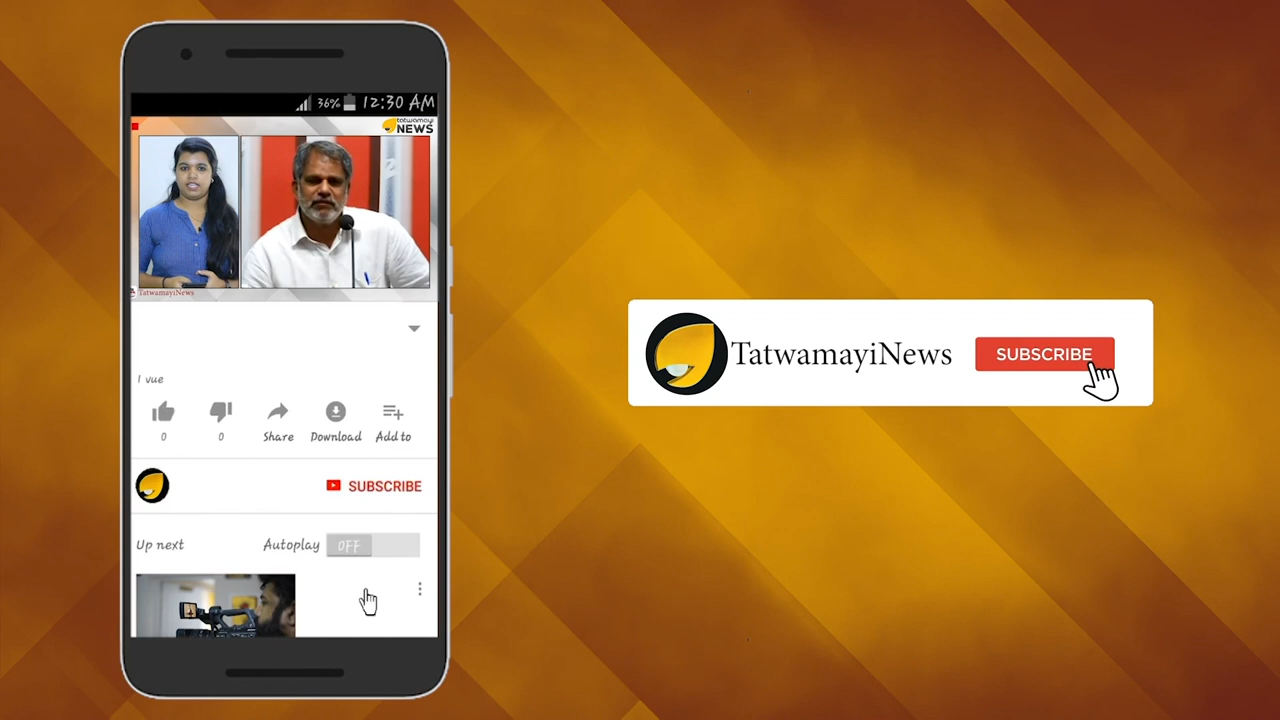 36% 12:30 AM
tatwamayi
NEWS
TatwamayiNews
1 vue
0 0 Share Download Add to
SUBSCRIBE
Up next Autoplay OFF
TatwamayiNews SUBSCRIBE